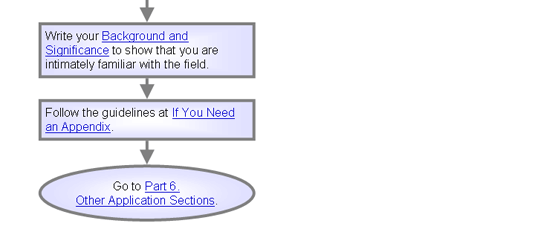 Write your Background and
Significance to show that you are
intimately familiar with the field.
Follow the guidelines at If You Need
an Appendix.
Go to Part 6.
Other Application Sections.